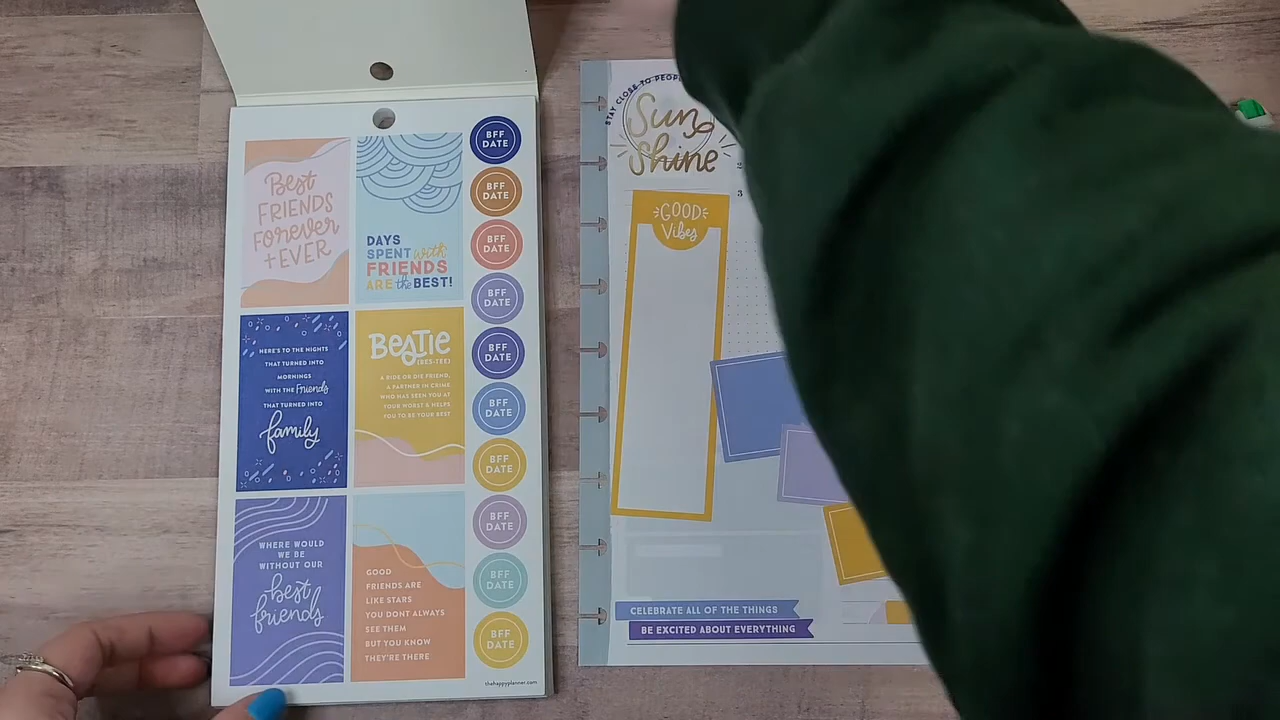 Best
FRIENDS
Forever
+ EVER
DAYS
SPENT with
FRIENDS
ARE the BEST!
HERE'S TO THE NIGHTS
THAT TURNED INTO
MORNINGS
WITH THE Friends
THAT TURNED INTO
family
BESTIE
(BES·TEE)
A RIDE OR DIE FRIEND,
A PARTNER IN CRIME
WHO HAS SEEN YOU AT
YOUR WORST & HELPS
YOU TO BE YOUR BEST
WHERE WOULD
WE BE
WITHOUT OUR
best
friends
GOOD
FRIENDS ARE
LIKE STARS
YOU DONT ALWAYS
SEE THEM
BUT YOU KNOW
THEY'RE THERE
BFF
DATE
BFF
DATE
BFF
DATE
BFF
DATE
BFF
DATE
BFF
DATE
BFF
DATE
BFF
DATE
BFF
DATE
BFF
DATE
thehappyplanner.com
STAY CLOSE TO PEOPL
Sun
Shine
3
GOOD
Vibes
CELEBRATE ALL OF THE THINGS
BE EXCITED ABOUT EVERYTHING